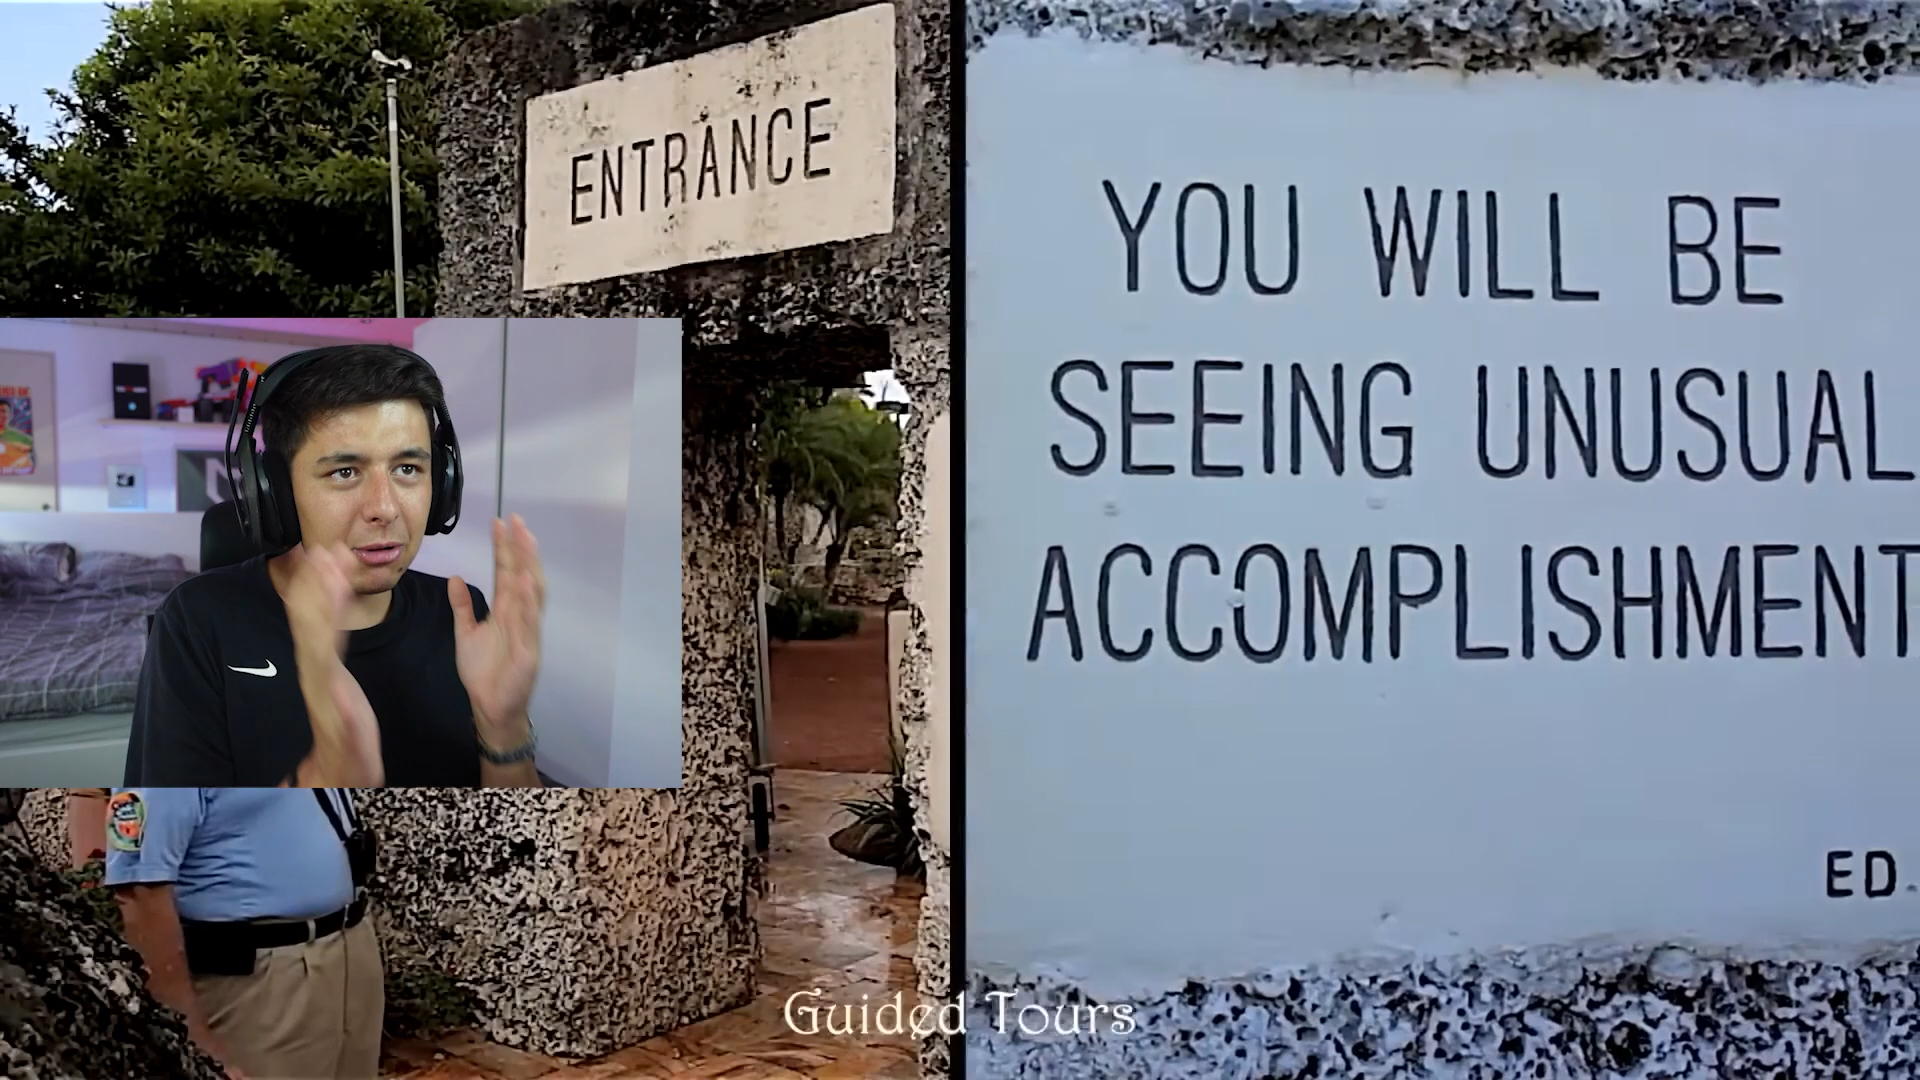 ENTRANCE
YOU WILL BE
SEEING UNUSUAL
ACCOMPLISHMENT
ED.
Guided Tours